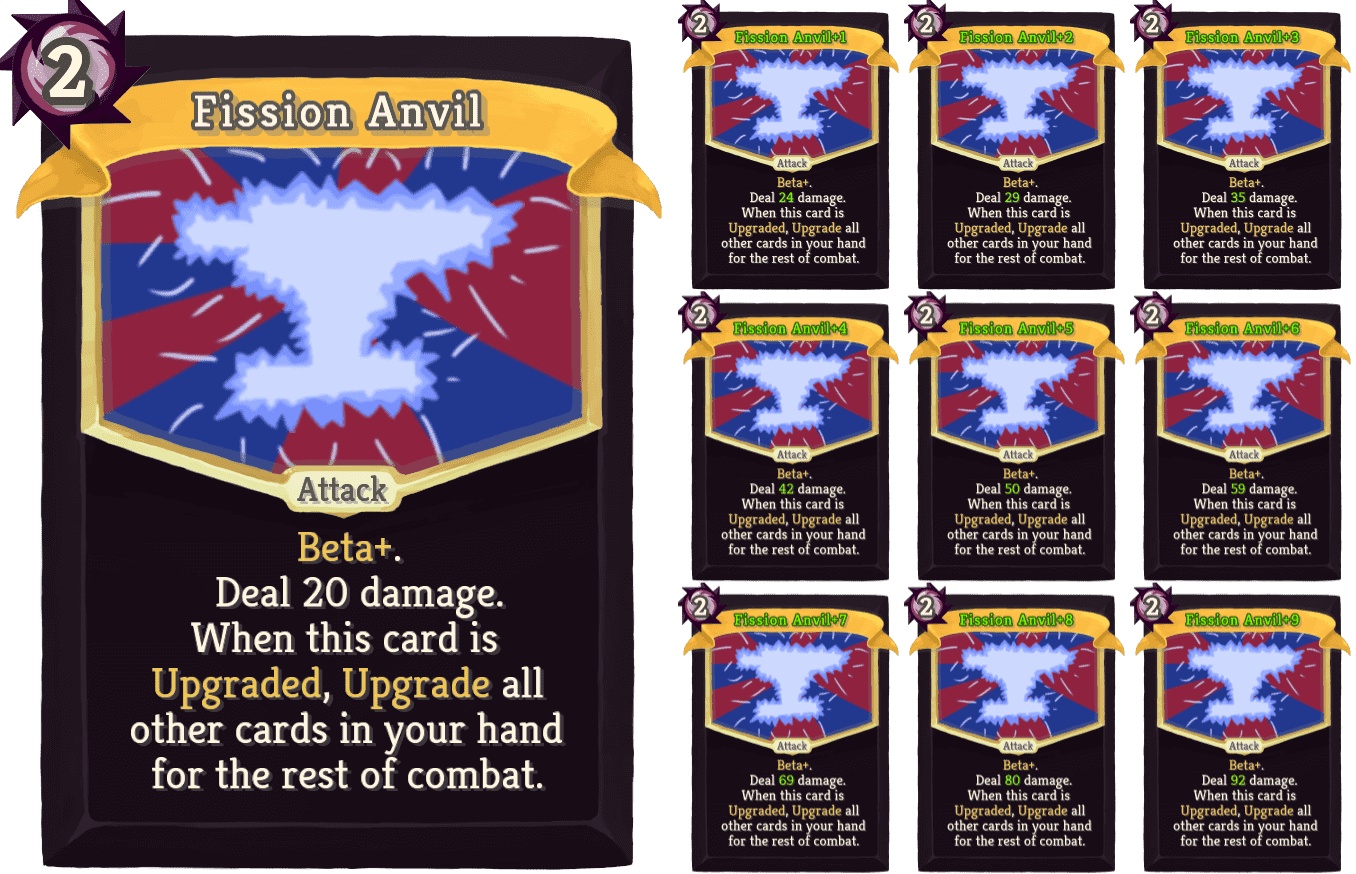 2
Fission Anvil
Attack
Beta+.
Deal 20 damage.
When this card is
Upgraded, Upgrade all
other cards in your hand
for the rest of combat.
2
Fission Anvil+1
Attack
Beta+.
Deal 24 damage.
When this card is
Upgraded, Upgrade all
other cards in your hand
for the rest of combat.
2
Fission Anvil+2
Attack
Beta+.
Deal 29 damage.
When this card is
Upgraded, Upgrade all
other cards in your hand
for the rest of combat.
2
Fission Anvil+3
Attack
Beta+.
Deal 35 damage.
When this card is
Upgraded, Upgrade all
other cards in your hand
for the rest of combat.
2
Fission Anvil+4
Attack
Beta+.
Deal 42 damage.
When this card is
Upgraded, Upgrade all
other cards in your hand
for the rest of combat.
2
Fission Anvil+5
Attack
Beta+.
Deal 50 damage.
When this card is
Upgraded, Upgrade all
other cards in your hand
for the rest of combat.
2
Fission Anvil+6
Attack
Beta+.
Deal 59 damage.
When this card is
Upgraded, Upgrade all
other cards in your hand
for the rest of combat.
2
Fission Anvil+7
Attack
Beta+.
Deal 69 damage.
When this card is
Upgraded, Upgrade all
other cards in your hand
for the rest of combat.
2
Fission Anvil+8
Attack
Beta+.
Deal 80 damage.
When this card is
Upgraded, Upgrade all
other cards in your hand
for the rest of combat.
2
Fission Anvil+9
Attack
Beta+.
Deal 92 damage.
When this card is
Upgraded, Upgrade all
other cards in your hand
for the rest of combat.